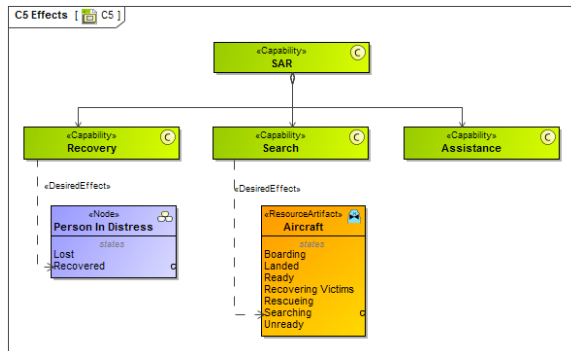 C5 Effects [ C5 ]
«Capability»
SAR
C
«Capability»
Recovery
C
«Capability»
Search
C
«Capability»
Assistance
C
«DesiredEffect»
«DesiredEffect»
«Node»
Person In Distress
states
Lost
Recovered
«ResourceArtifact»
Aircraft
states
Boarding
Landed
Ready
Recovering Victims
Rescueing
Searching
Unready